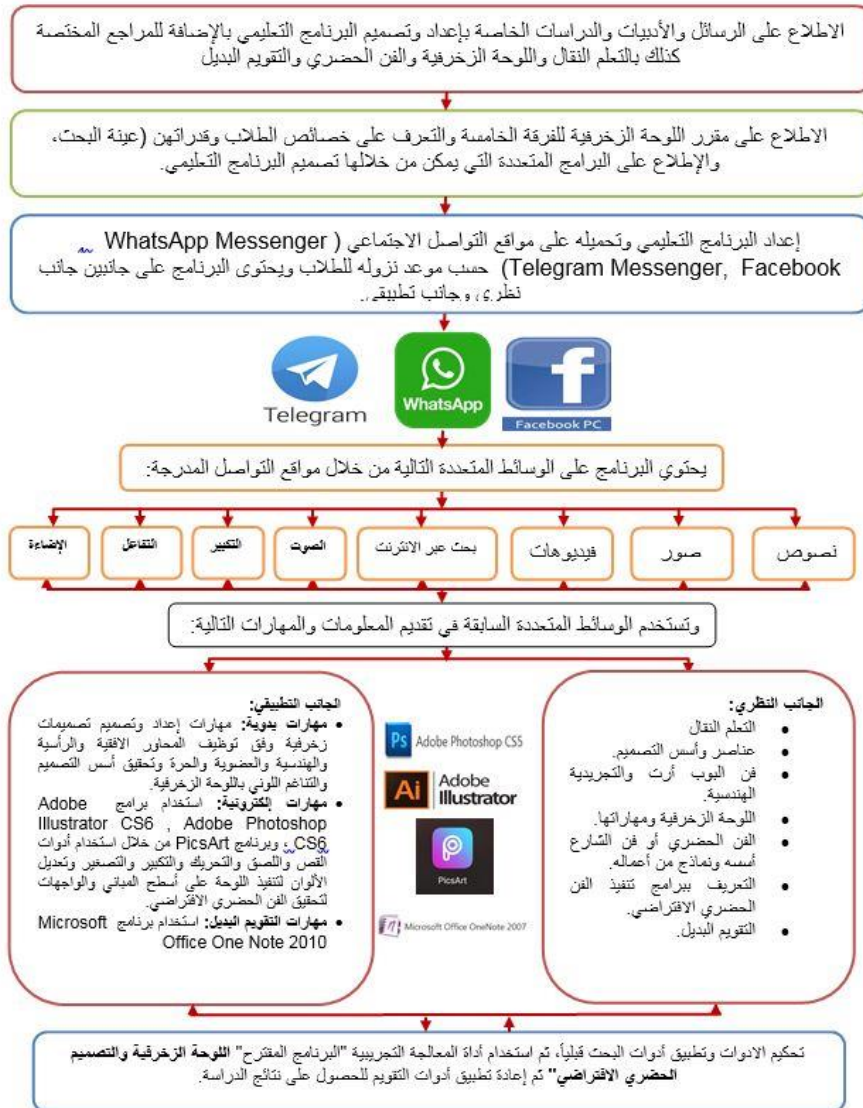 الاطلاع على الرسائل والأدبيات والدراسات الخاصة بإعداد وتصميم البرنامج التعليمي بالإضافة للمراجع المختصة
كذلك بالتعلم النقال واللوحة الزخرفية والفن الحضري والتقويم البديل
الاطلاع على مقرر اللوحة الزخرفية للفرقة الخامسة والتعرف على خصائص الطلاب وقدراتهن (عينة البحث،
والإطلاع على البرامج المتعددة التي يمكن من خلالها تصميم البرنامج التعليمي.
إعداد البرنامج التعليمي وتحميله على مواقع التواصل الاجتماعي ( WhatsApp Messenger
Telegram Messenger, Facebook) حسب موعد نزوله للطلاب ويحتوى البرنامج على جانبين جانب
نظري وجانب تطبيقي.
Telegram
WhatsApp
Facebook PC
يحتوي البرنامج على الوسائط المتعددة التالية من خلال مواقع التواصل المدرجة:
نصوص
صور
فيديوهات
بحث عبر الانترنت
الصوت
التكبير
التفاعل
الإضاءة
وتستخدم الوسائط المتعددة السابقة في تقديم المعلومات والمهارات التالية:
الجانب النظري:
• التعلم النقال
• عناصر وأسس التصميم.
• فن البوب أرت والتجريدية
الهندسية.
• اللوحة الزخرفية ومهاراتها.
• الفن الحضري أو فن الشارع
أسسه ونماذج من أعماله.
• التعريف ببرامج تنفيذ الفن
الحضري الافتراضي.
• التقويم البديل.
Ps Adobe Photoshop CS5
Ai Adobe
Illustrator
PicsArt
Microsoft Office OneNote 2007
الجانب التطبيقي:
• مهارات يدوية: مهارات إعداد وتصميم تصميمات
زخرفية وفق توظيف المحاور الافقية والرأسية
والهندسية والعضوية والحرة وتحقيق أسس التصميم
والتناغم اللوني باللوحة الزخرفية.
• مهارات إلكترونية: استخدام برامج Adobe
Illustrator CS6 , Adobe Photoshop
CS6، وبرنامج PicsArt من خلال استخدام أدوات
القص واللصق والتحريك والتكبير والتصغير وتعديل
الألوان لتنفيذ اللوحة على أسطح المباني والواجهات
لتحقيق الفن الحضري الافتراضي.
• مهارات التقويم البديل: استخدام برنامج Microsoft
Office One Note 2010
تحكيم الادوات وتطبيق أدوات البحث قبلياً، ثم استخدام أداة المعالجة التجريبية "البرنامج المقترح" اللوحة الزخرفية والتصميم
الحضري الافتراضي" ثم إعادة تطبيق أدوات التقويم للحصول على نتائج الدراسة.